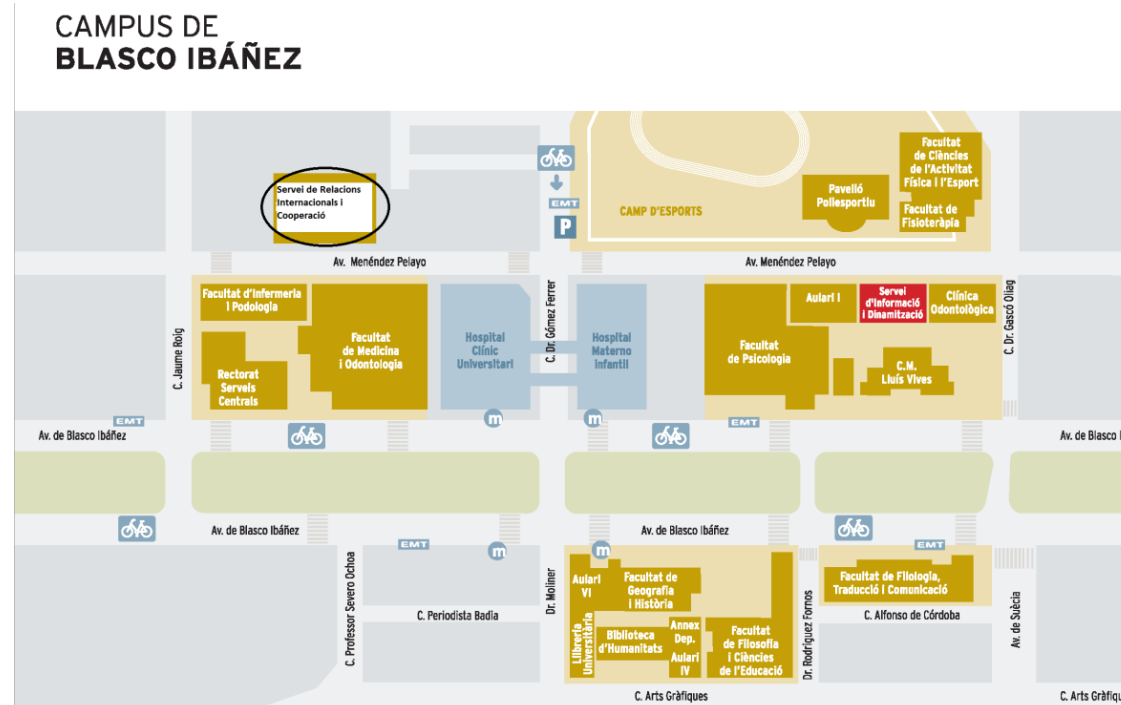 CAMPUS DE
BLASCO IBÁÑEZ
Servei de Relacions
Internacionals i
Cooperació
EMT
P
CAMP D'ESPORTS
Pavelló
Poliesportiu
Facultat
de Ciències
de l'Activitat
Física i l'Esport
Facultat de
Fisioteràpia
Av. Menéndez Pelayo
Av. Menéndez Pelayo
C. Jaume Roig
Facultat d'Infermeria
i Podologia
Rectorat
Serveis
Centrals
Facultat
de Medicina
i Odontologia
Hospital
Clínic
Universitari
C. Dr. Gómez Ferrer
Hospital
Materno
infantil
Facultat
de Psicologia
Aulari I
Servei
d'Informació
i Dinamització
Clínica
Odontològica
C.M.
Lluís Vives
C. Dr. Gascó Oliag
EMT
m
m
EMT
Av. de Blasco Ibáñez
Av. de Blasco I
Av. de Blasco Ibáñez
Av. de Blasco Ibáñez
EMT
m
m
EMT
C. Professor Severo Ochoa
C. Periodista Badia
Dr. Moliner
Aulari
VI
Llibreria
Universitària
Facultat de
Geografia
i Història
Biblioteca
d'Humanitats
Annex
Dep.
Aulari
IV
Facultat
de Filosofia
i Ciències
de l'Educació
Dr. Rodríguez Fornos
Facultat de Filologia,
Traducció i Comunicació
C. Alfonso de Córdoba
Av. de Suècia
C. Arts Gràfiques
C. Arts Gràfiqu